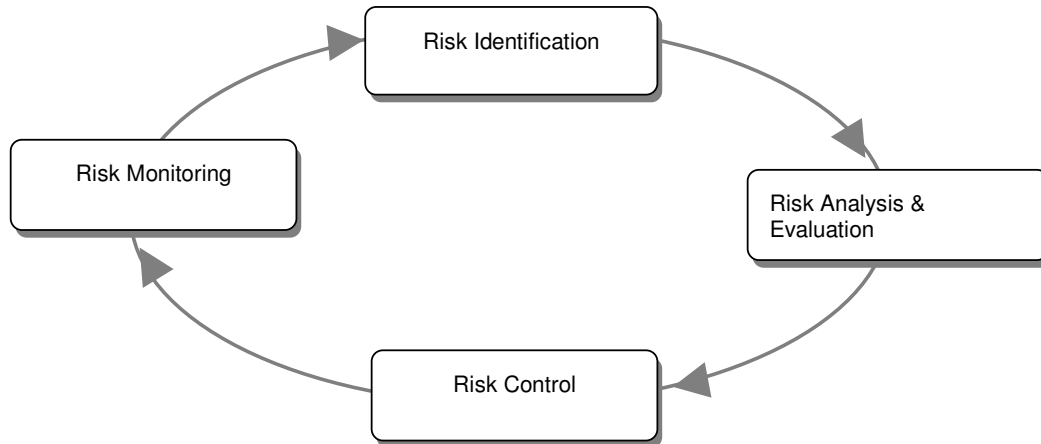 Risk Identification
Risk Monitoring
Risk Analysis &
Evaluation
Risk Control